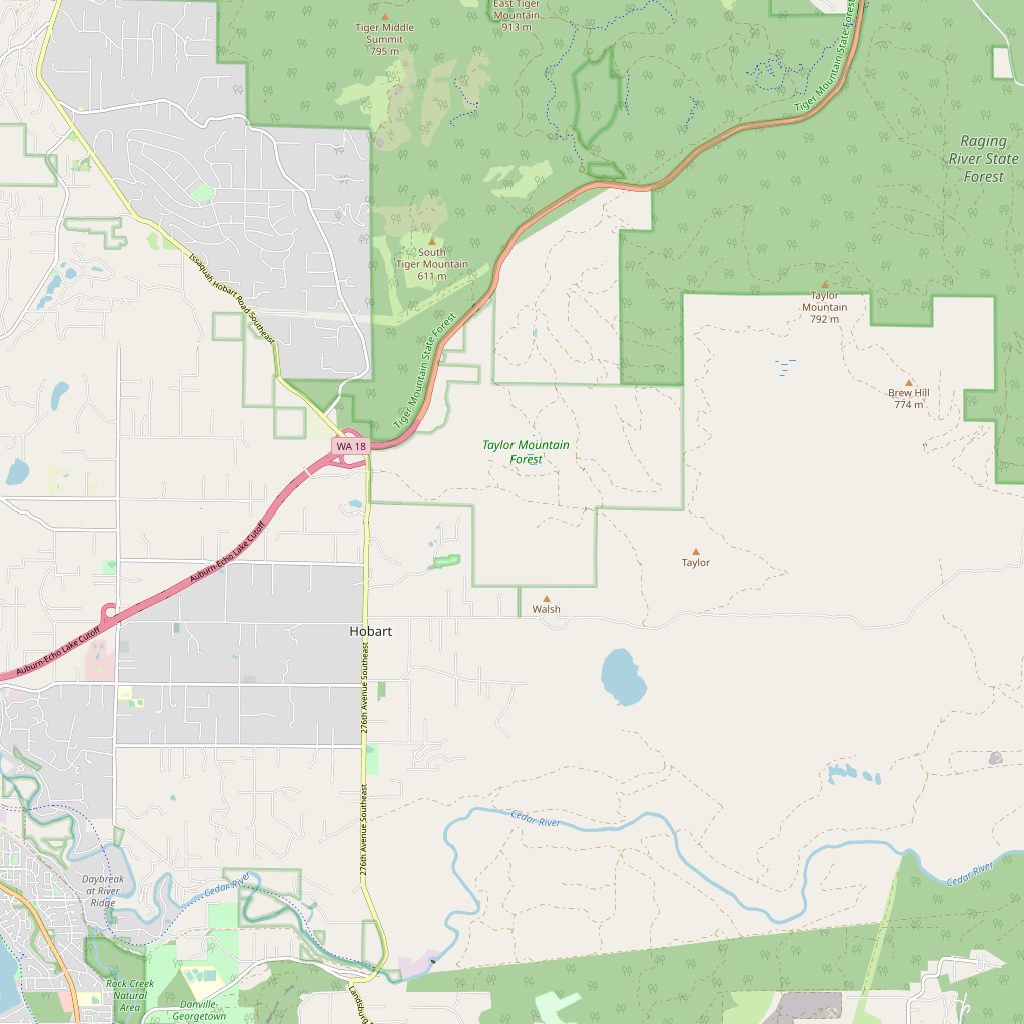 East Tiger
Mountain
913 m
Tiger Middle
Summit
795 m
Tiger Mountain State Forest
Raging
River State
Forest
South
Tiger Mountain
611 m
Issaquah Hobart Road Southeast
Tiger Mountain State Forest
Taylor
Mountain
792 m
Brew Hill
774 m
WA 18
Taylor Mountain
Forest
Auburn-Echo Lake Cutoff
Taylor
Walsh
Hobart
Auburn-Echo Lake Cutoff
276th Avenue Southeast
276th Avenue Southeast
Cedar River
Cedar River
Cedar River
Daybreak
at River
Ridge
Rock Creek
Natural
Area
Danville-
Georgetown
Landsburg